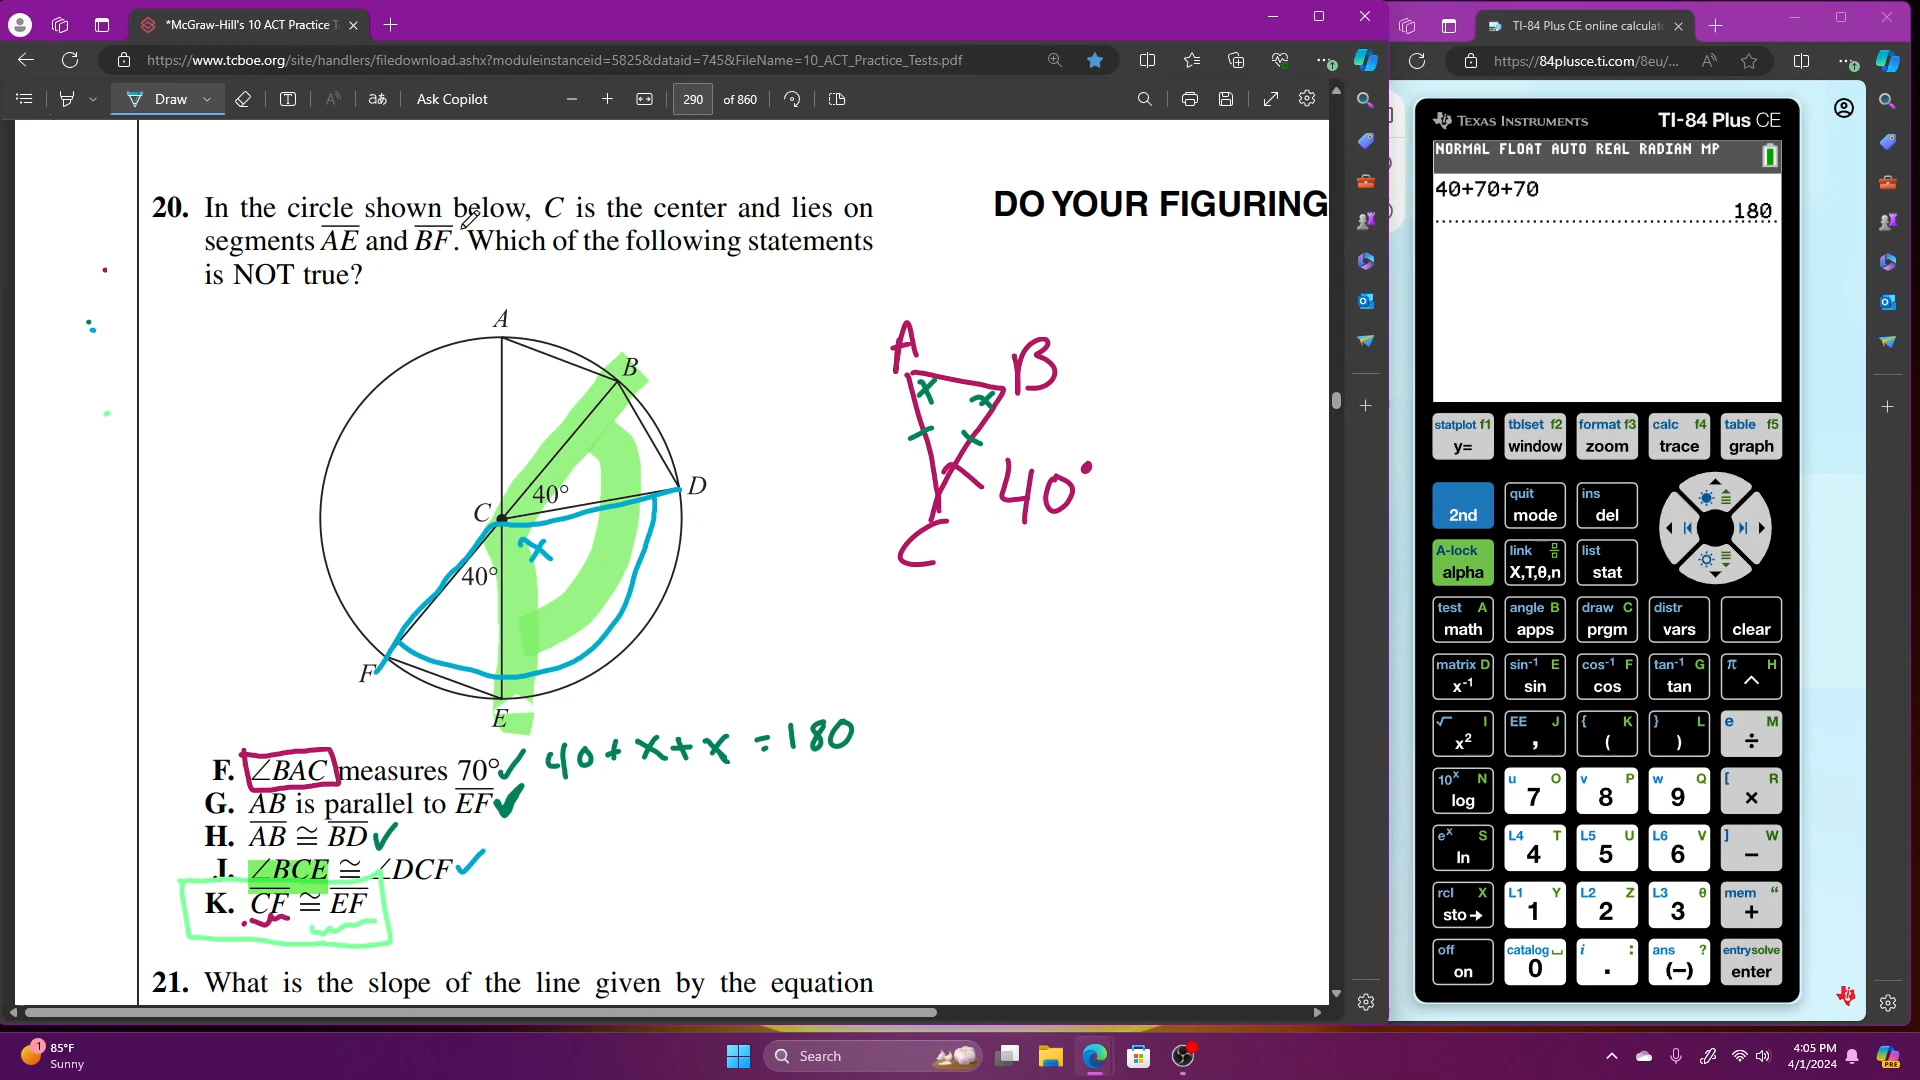 *McGraw-Hill's 10 ACT Practice T
https://www.tcboe.org/site/handlers/filedownload.ashx?moduleinstanceid=5825&dataid=745&FileName=10_ACT_Practice_Tests.pdf
Draw
Ask Copilot
290 of 860
20. In the circle shown below, C is the center and lies on
segments AE and BF. Which of the following statements
is NOT true?
DO YOUR FIGURING
A
B
C
D
E
F
40°
40°
x
A
B
C
x
x
40°
F. ∠BAC measures 70°✓ 40 + x + x = 180
G. AB is parallel to EF ✓
H. AB ≅ BD ✓
J. ∠BCE ≅ ∠DCF ✓
K. CF ≅ EF
21. What is the slope of the line given by the equation
TI-84 Plus CE online calculat
https://84plusce.ti.com/8eu/...
TEXAS INSTRUMENTS TI-84 Plus CE
NORMAL FLOAT AUTO REAL RADIAN MP
40+70+70
180
statplot f1 tblset f2 format f3 calc f4 table f5
y= window zoom trace graph
quit ins
2nd mode del
A-lock link list
alpha X,T,θ,n stat
test A angle B draw C distr
math apps prgm vars clear
matrix D sin⁻¹ E cos⁻¹ F tan⁻¹ G π H
x⁻¹ sin cos tan ^
√ I EE J { K } L e M
x² , ( ) ÷
10ˣ N u O v P w Q [ R
log 7 8 9 ×
eˣ S L4 T L5 U L6 V ] W
ln 4 5 6 −
rcl X L1 Y L2 Z L3 θ mem "
sto→ 1 2 3 +
off catalog i : ans ? entry solve
on 0 . (−) enter
85°F
Sunny
1
Search
4:05 PM
4/1/2024
PRE